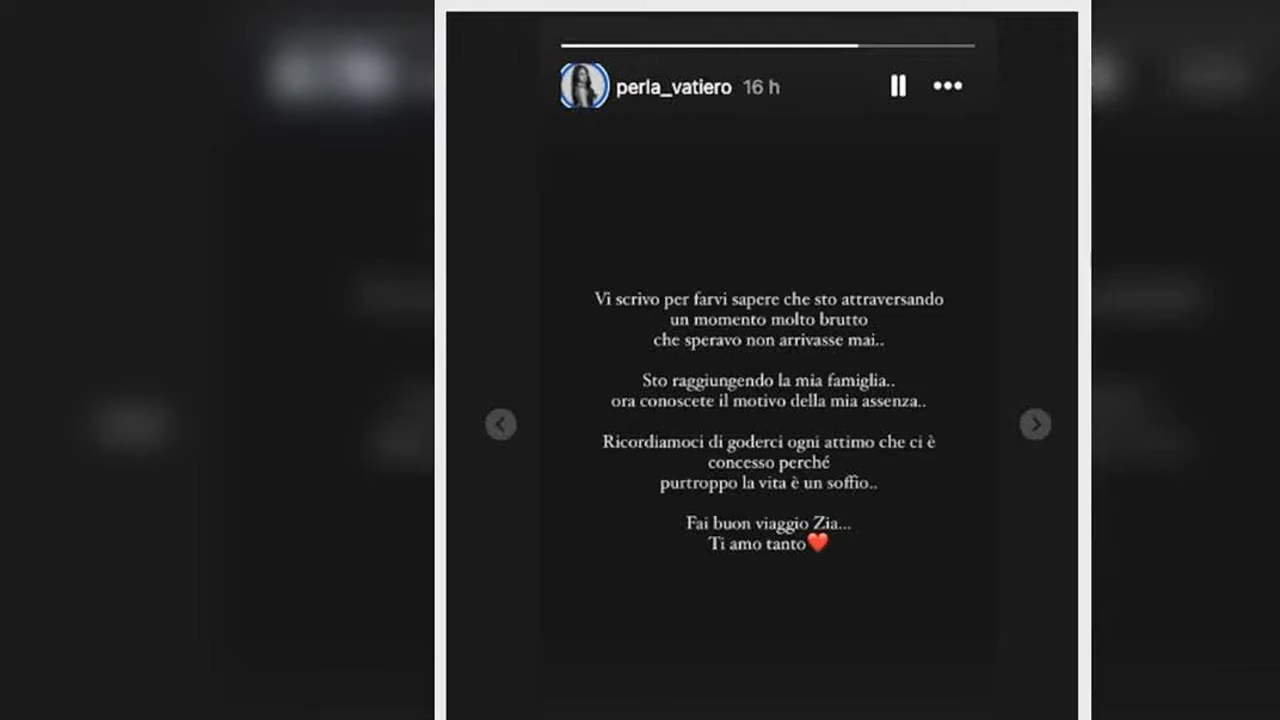 perla_vatiero 16 h
Vi scrivo per farvi sapere che sto attraversando
un momento molto brutto
che speravo non arrivasse mai..
Sto raggiungendo la mia famiglia..
ora conoscete il motivo della mia assenza..
Ricordiamoci di goderci ogni attimo che ci è
concesso perché
purtroppo la vita è un soffio..
Fai buon viaggio Zia...
Ti amo tanto❤️